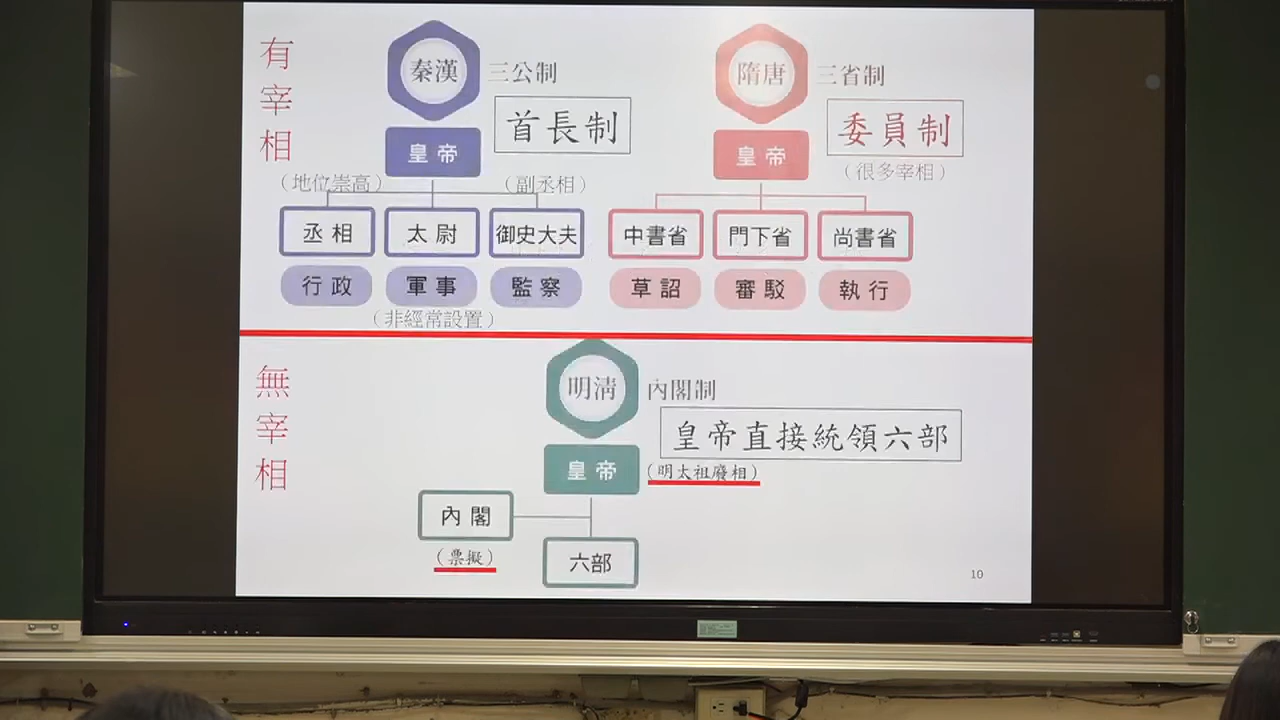 有宰相
秦漢 三公制
首長制
皇帝
（地位崇高） （副丞相）
丞相 太尉 御史大夫
行政 軍事 監察
（非經常設置）
隋唐 三省制
委員制
皇帝
（很多宰相）
中書省 門下省 尚書省
草詔 審駁 執行
無宰相
明清 內閣制
皇帝直接統領六部
皇帝 （明太祖廢相）
內閣
（票擬） 六部
10